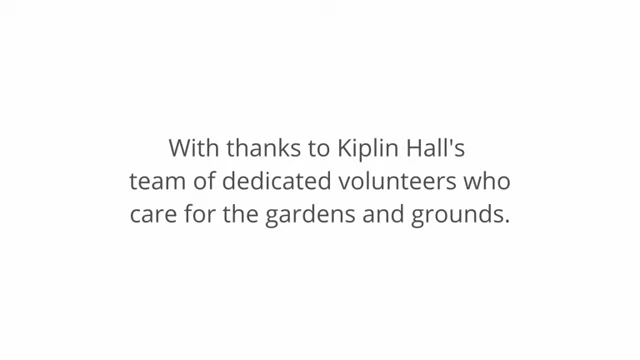 With thanks to Kiplin Hall's
team of dedicated volunteers who
care for the gardens and grounds.